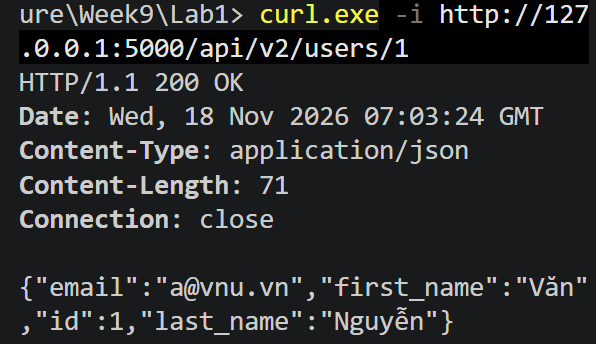 ure\Week9\Lab1> curl.exe -i http://127
.0.0.1:5000/api/v2/users/1
HTTP/1.1 200 OK
Date: Wed, 18 Nov 2026 07:03:24 GMT
Content-Type: application/json
Content-Length: 71
Connection: close

{"email":"a@vnu.vn","first_name":"Văn"
,"id":1,"last_name":"Nguyễn"}